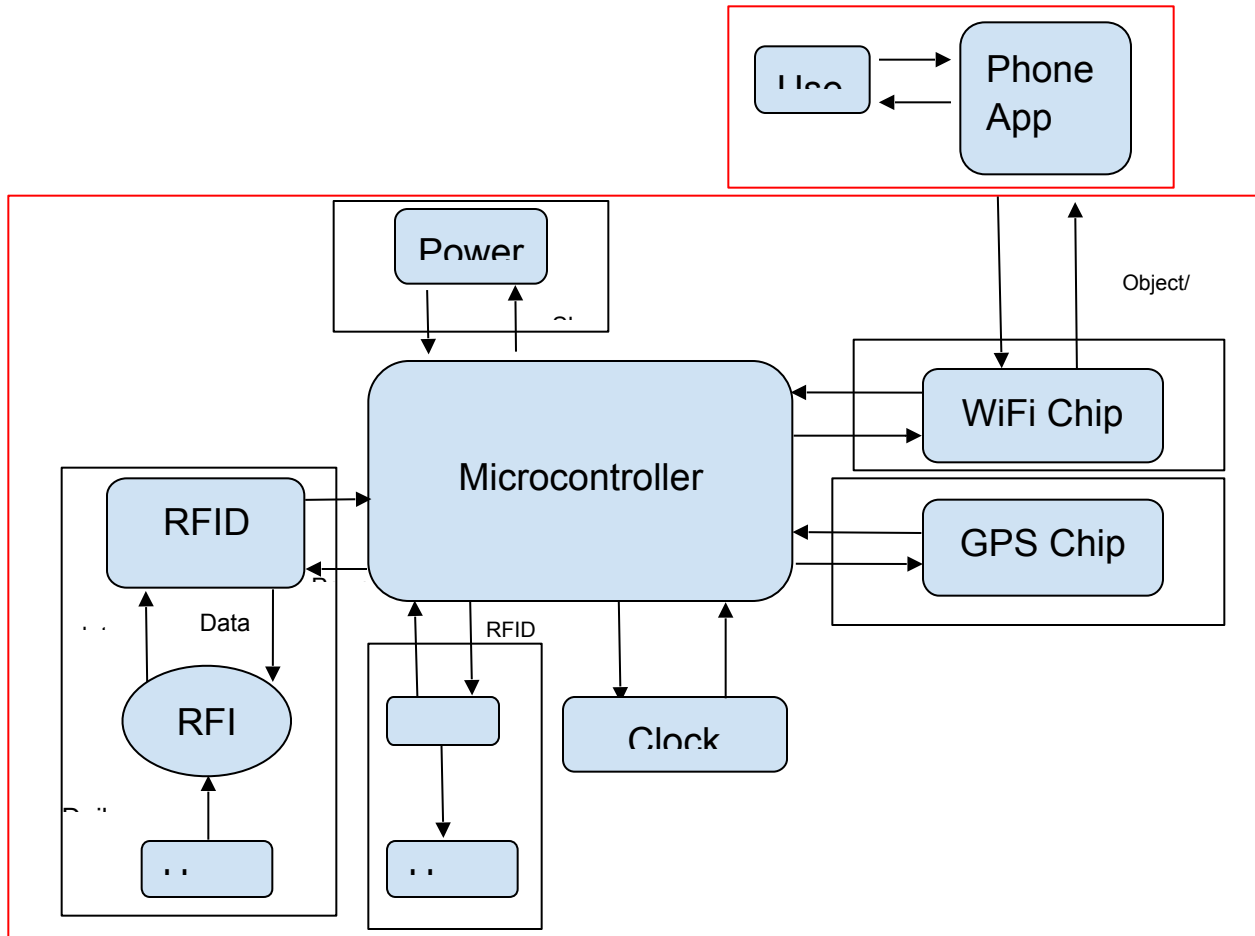 Phone
App
Power
Object/
WiFi Chip
Microcontroller
RFID
GPS Chip
Data
RFID
RFI
Clock